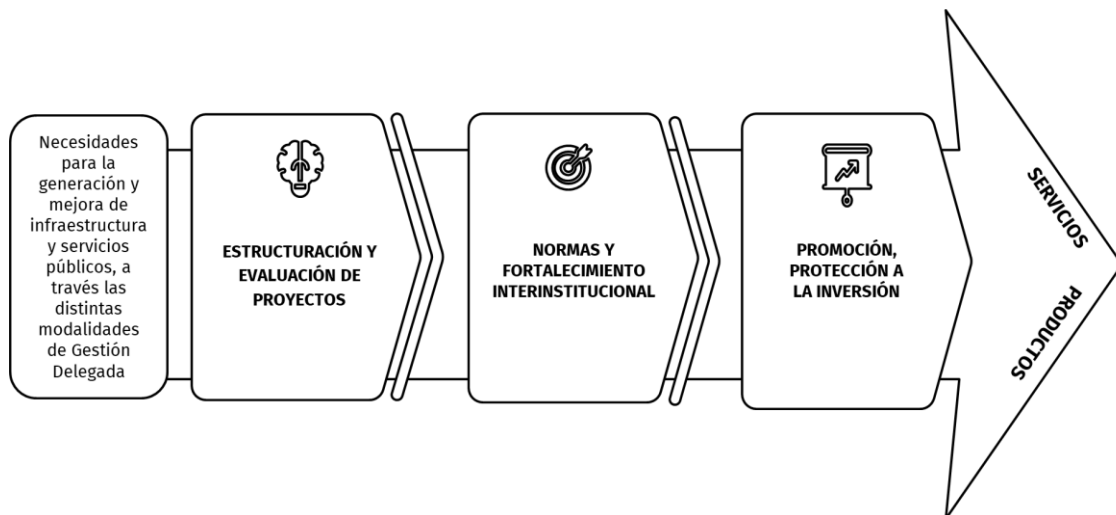 Necesidades
para la
generación y
mejora de
infraestructura
y servicios
públicos, a
través las
distintas
modalidades
de Gestión
Delegada
ESTRUCTURACIÓN Y
EVALUACIÓN DE
PROYECTOS
NORMAS Y
FORTALECIMIENTO
INTERINSTITUCIONAL
PROMOCIÓN,
PROTECCIÓN A
LA INVERSIÓN
SERVICIOS
PRODUCTOS